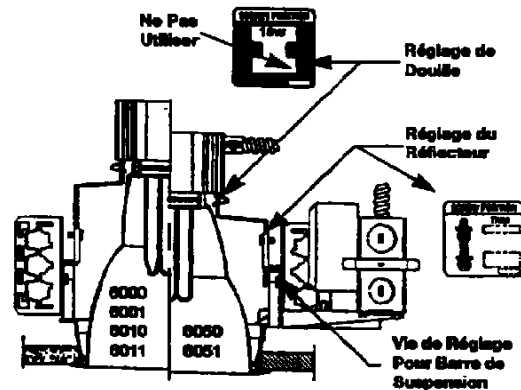 Ne Pas
Utiliser
Réglage de
Douille
Réglage du
Réflecteur
6000
6001
6010
6011
6050
6051
Vie de Réglage
Pour Barre de
Suspension